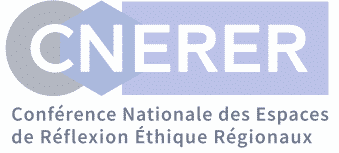 CNERER
Conférence Nationale des Espaces
de Réflexion Éthique Régionaux